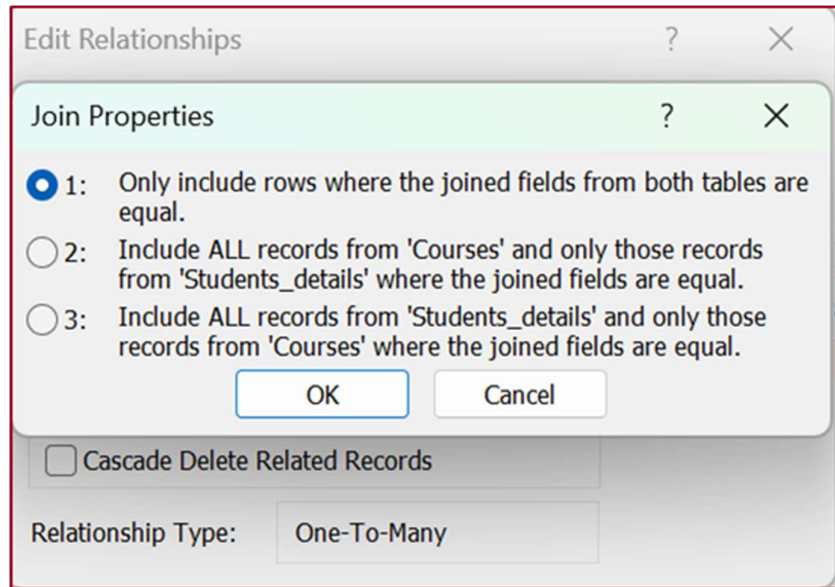 Edit Relationships ?
Join Properties ?
1: Only include rows where the joined fields from both tables are
equal.
2: Include ALL records from 'Courses' and only those records
from 'Students_details' where the joined fields are equal.
3: Include ALL records from 'Students_details' and only those
records from 'Courses' where the joined fields are equal.
OK Cancel
Cascade Delete Related Records
Relationship Type: One-To-Many